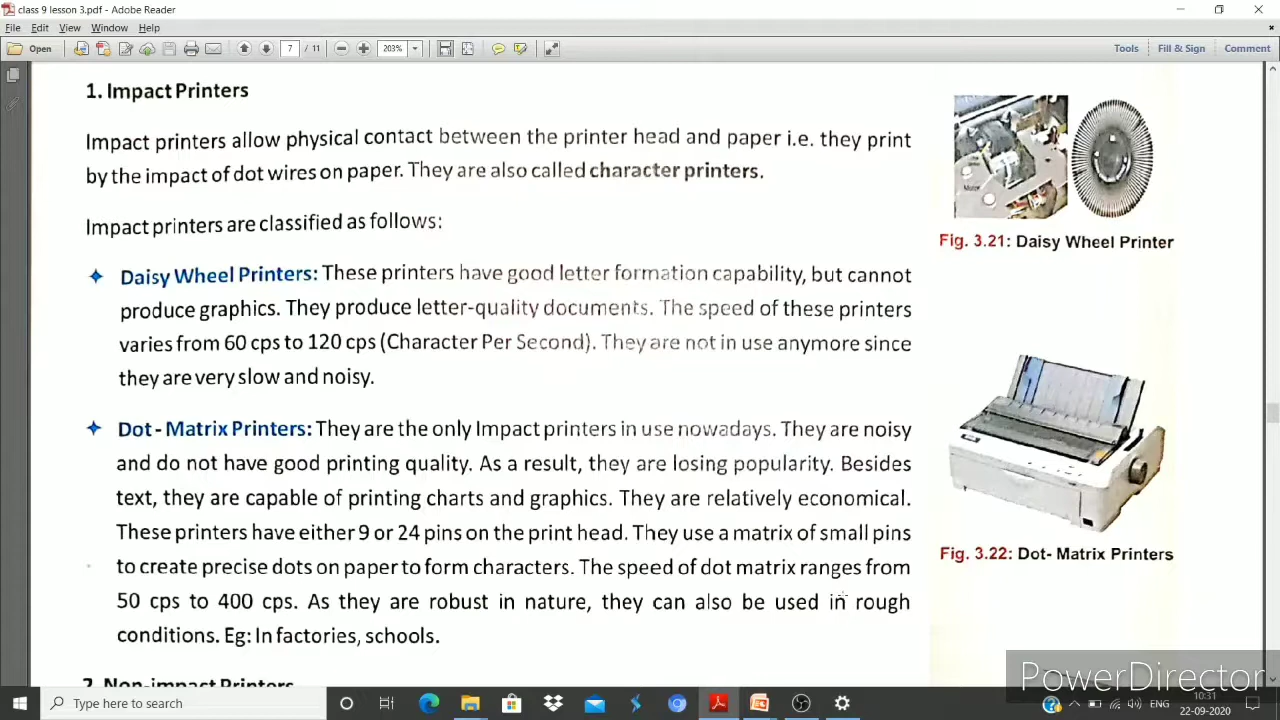 class 9 lesson 3.pdf - Adobe Reader
File Edit View Window Help
Open 7 / 11 203% Tools Fill & Sign Comment
1. Impact Printers
Impact printers allow physical contact between the printer head and paper i.e. they print
by the impact of dot wires on paper. They are also called character printers.
Impact printers are classified as follows:
Daisy Wheel Printers: These printers have good letter formation capability, but cannot
produce graphics. They produce letter-quality documents. The speed of these printers
varies from 60 cps to 120 cps (Character Per Second). They are not in use anymore since
they are very slow and noisy.
Dot - Matrix Printers: They are the only Impact printers in use nowadays. They are noisy
and do not have good printing quality. As a result, they are losing popularity. Besides
text, they are capable of printing charts and graphics. They are relatively economical.
These printers have either 9 or 24 pins on the print head. They use a matrix of small pins
to create precise dots on paper to form characters. The speed of dot matrix ranges from
50 cps to 400 cps. As they are robust in nature, they can also be used in rough
conditions. Eg: In factories, schools.
2. Non-impact Printers
Motor
Fig. 3.21: Daisy Wheel Printer
Fig. 3.22: Dot- Matrix Printers
PowerDirector
Type here to search
ENG
10:31
22-09-2020